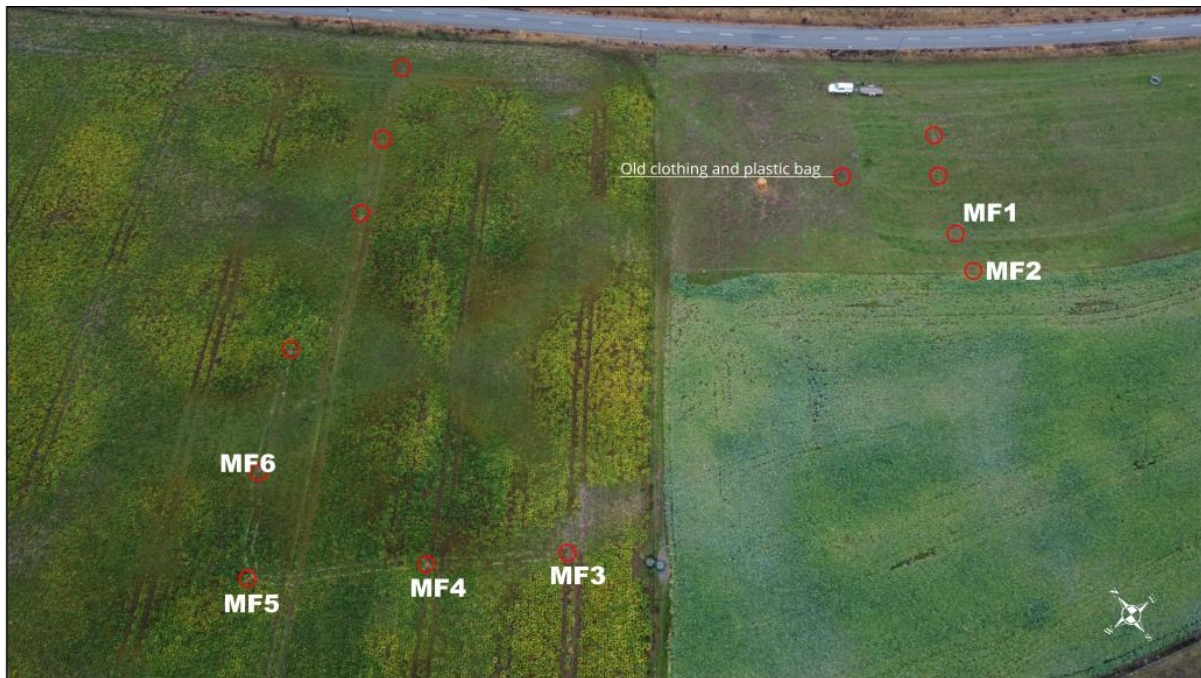 Old clothing and plastic bag
MF1
MF2
MF6
MF3
MF4
MF5
N
E
W
S